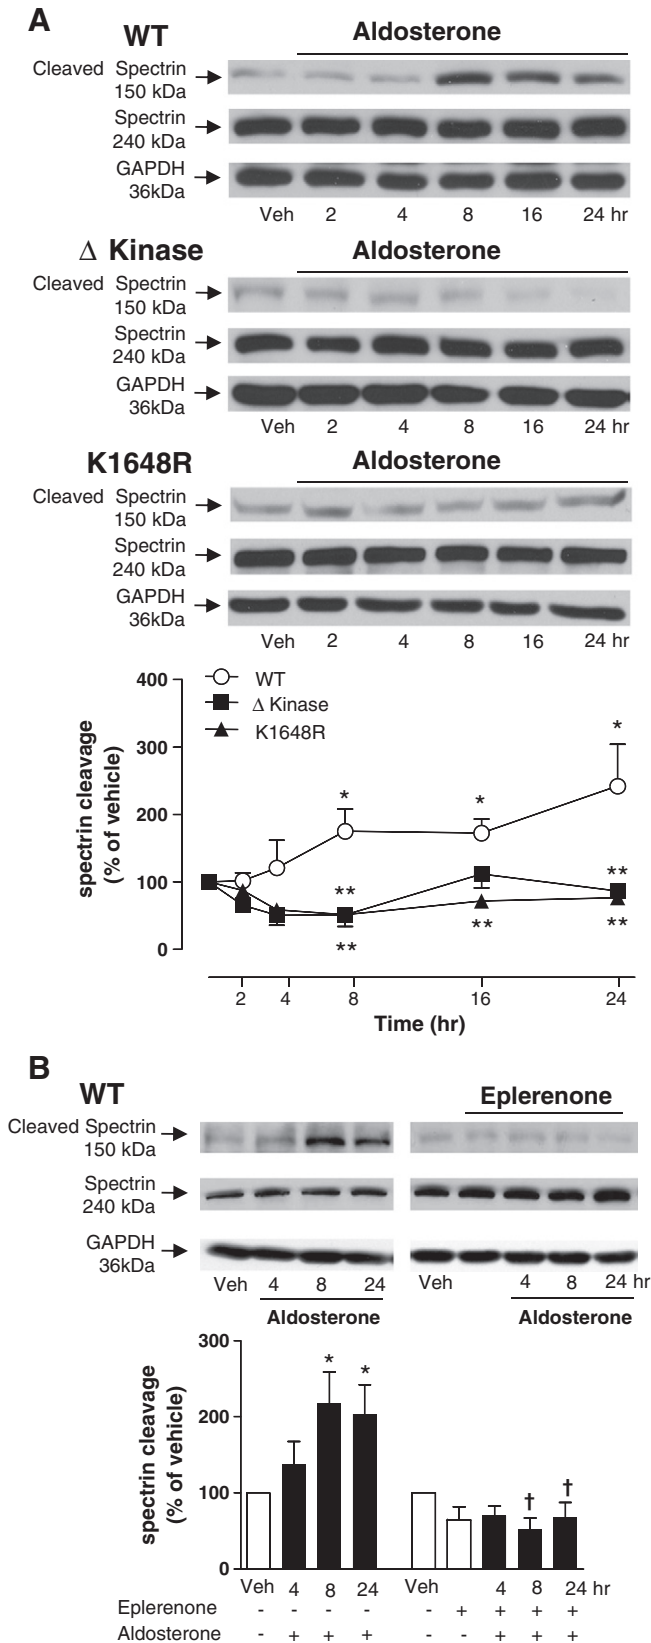 A
WT
Aldosterone
Cleaved Spectrin
150 kDa
Spectrin
240 kDa
GAPDH
36kDa
Veh 2 4 8 16 24 hr
Δ Kinase
Aldosterone
Cleaved Spectrin
150 kDa
Spectrin
240 kDa
GAPDH
36kDa
Veh 2 4 8 16 24 hr
K1648R
Aldosterone
Cleaved Spectrin
150 kDa
Spectrin
240 kDa
GAPDH
36kDa
Veh 2 4 8 16 24 hr
spectrin cleavage
(% of vehicle)
400
300
200
100
0
WT
Δ Kinase
K1648R
* * *
** **
** ** **
2 4 8 16 24
Time (hr)
B
WT
Eplerenone
Cleaved Spectrin
150 kDa
Spectrin
240 kDa
GAPDH
36kDa
Veh 4 8 24 Veh 4 8 24 hr
Aldosterone Aldosterone
spectrin cleavage
(% of vehicle)
300
200
100
0
* *
† †
Veh 4 8 24 Veh 4 8 24 hr
Eplerenone - - - - - + + + +
Aldosterone - + + + - - + + +